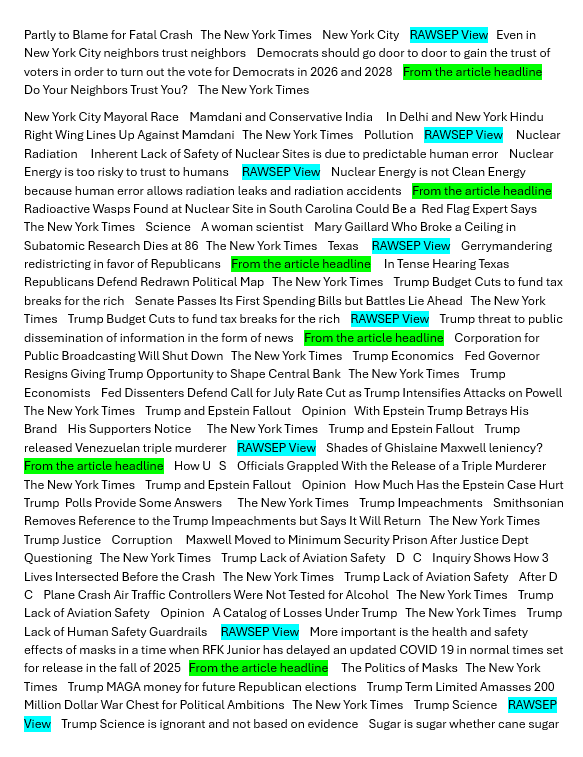 Partly to Blame for Fatal Crash The New York Times New York City RAWSEP View Even in
New York City neighbors trust neighbors Democrats should go door to door to gain the trust of
voters in order to turn out the vote for Democrats in 2026 and 2028 From the article headline
Do Your Neighbors Trust You? The New York Times
New York City Mayoral Race Mamdani and Conservative India In Delhi and New York Hindu
Right Wing Lines Up Against Mamdani The New York Times Pollution RAWSEP View Nuclear
Radiation Inherent Lack of Safety of Nuclear Sites is due to predictable human error Nuclear
Energy is too risky to trust to humans RAWSEP View Nuclear Energy is not Clean Energy
because human error allows radiation leaks and radiation accidents From the article headline
Radioactive Wasps Found at Nuclear Site in South Carolina Could Be a Red Flag Expert Says
The New York Times Science A woman scientist Mary Gaillard Who Broke a Ceiling in
Subatomic Research Dies at 86 The New York Times Texas RAWSEP View Gerrymandering
redistricting in favor of Republicans From the article headline In Tense Hearing Texas
Republicans Defend Redrawn Political Map The New York Times Trump Budget Cuts to fund tax
breaks for the rich Senate Passes Its First Spending Bills but Battles Lie Ahead The New York
Times Trump Budget Cuts to fund tax breaks for the rich RAWSEP View Trump threat to public
dissemination of information in the form of news From the article headline Corporation for
Public Broadcasting Will Shut Down The New York Times Trump Economics Fed Governor
Resigns Giving Trump Opportunity to Shape Central Bank The New York Times Trump
Economists Fed Dissenters Defend Call for July Rate Cut as Trump Intensifies Attacks on Powell
The New York Times Trump and Epstein Fallout Opinion With Epstein Trump Betrays His
Brand His Supporters Notice The New York Times Trump and Epstein Fallout Trump
released Venezuelan triple murderer RAWSEP View Shades of Ghislaine Maxwell leniency?
From the article headline How U S Officials Grappled With the Release of a Triple Murderer
The New York Times Trump and Epstein Fallout Opinion How Much Has the Epstein Case Hurt
Trump Polls Provide Some Answers The New York Times Trump Impeachments Smithsonian
Removes Reference to the Trump Impeachments but Says It Will Return The New York Times
Trump Justice Corruption Maxwell Moved to Minimum Security Prison After Justice Dept
Questioning The New York Times Trump Lack of Aviation Safety D C Inquiry Shows How 3
Lives Intersected Before the Crash The New York Times Trump Lack of Aviation Safety After D
C Plane Crash Air Traffic Controllers Were Not Tested for Alcohol The New York Times Trump
Lack of Aviation Safety Opinion A Catalog of Losses Under Trump The New York Times Trump
Lack of Human Safety Guardrails RAWSEP View More important is the health and safety
effects of masks in a time when RFK Junior has delayed an updated COVID 19 in normal times set
for release in the fall of 2025 From the article headline The Politics of Masks The New York
Times Trump MAGA money for future Republican elections Trump Term Limited Amasses 200
Million Dollar War Chest for Political Ambitions The New York Times Trump Science RAWSEP
View Trump Science is ignorant and not based on evidence Sugar is sugar whether cane sugar